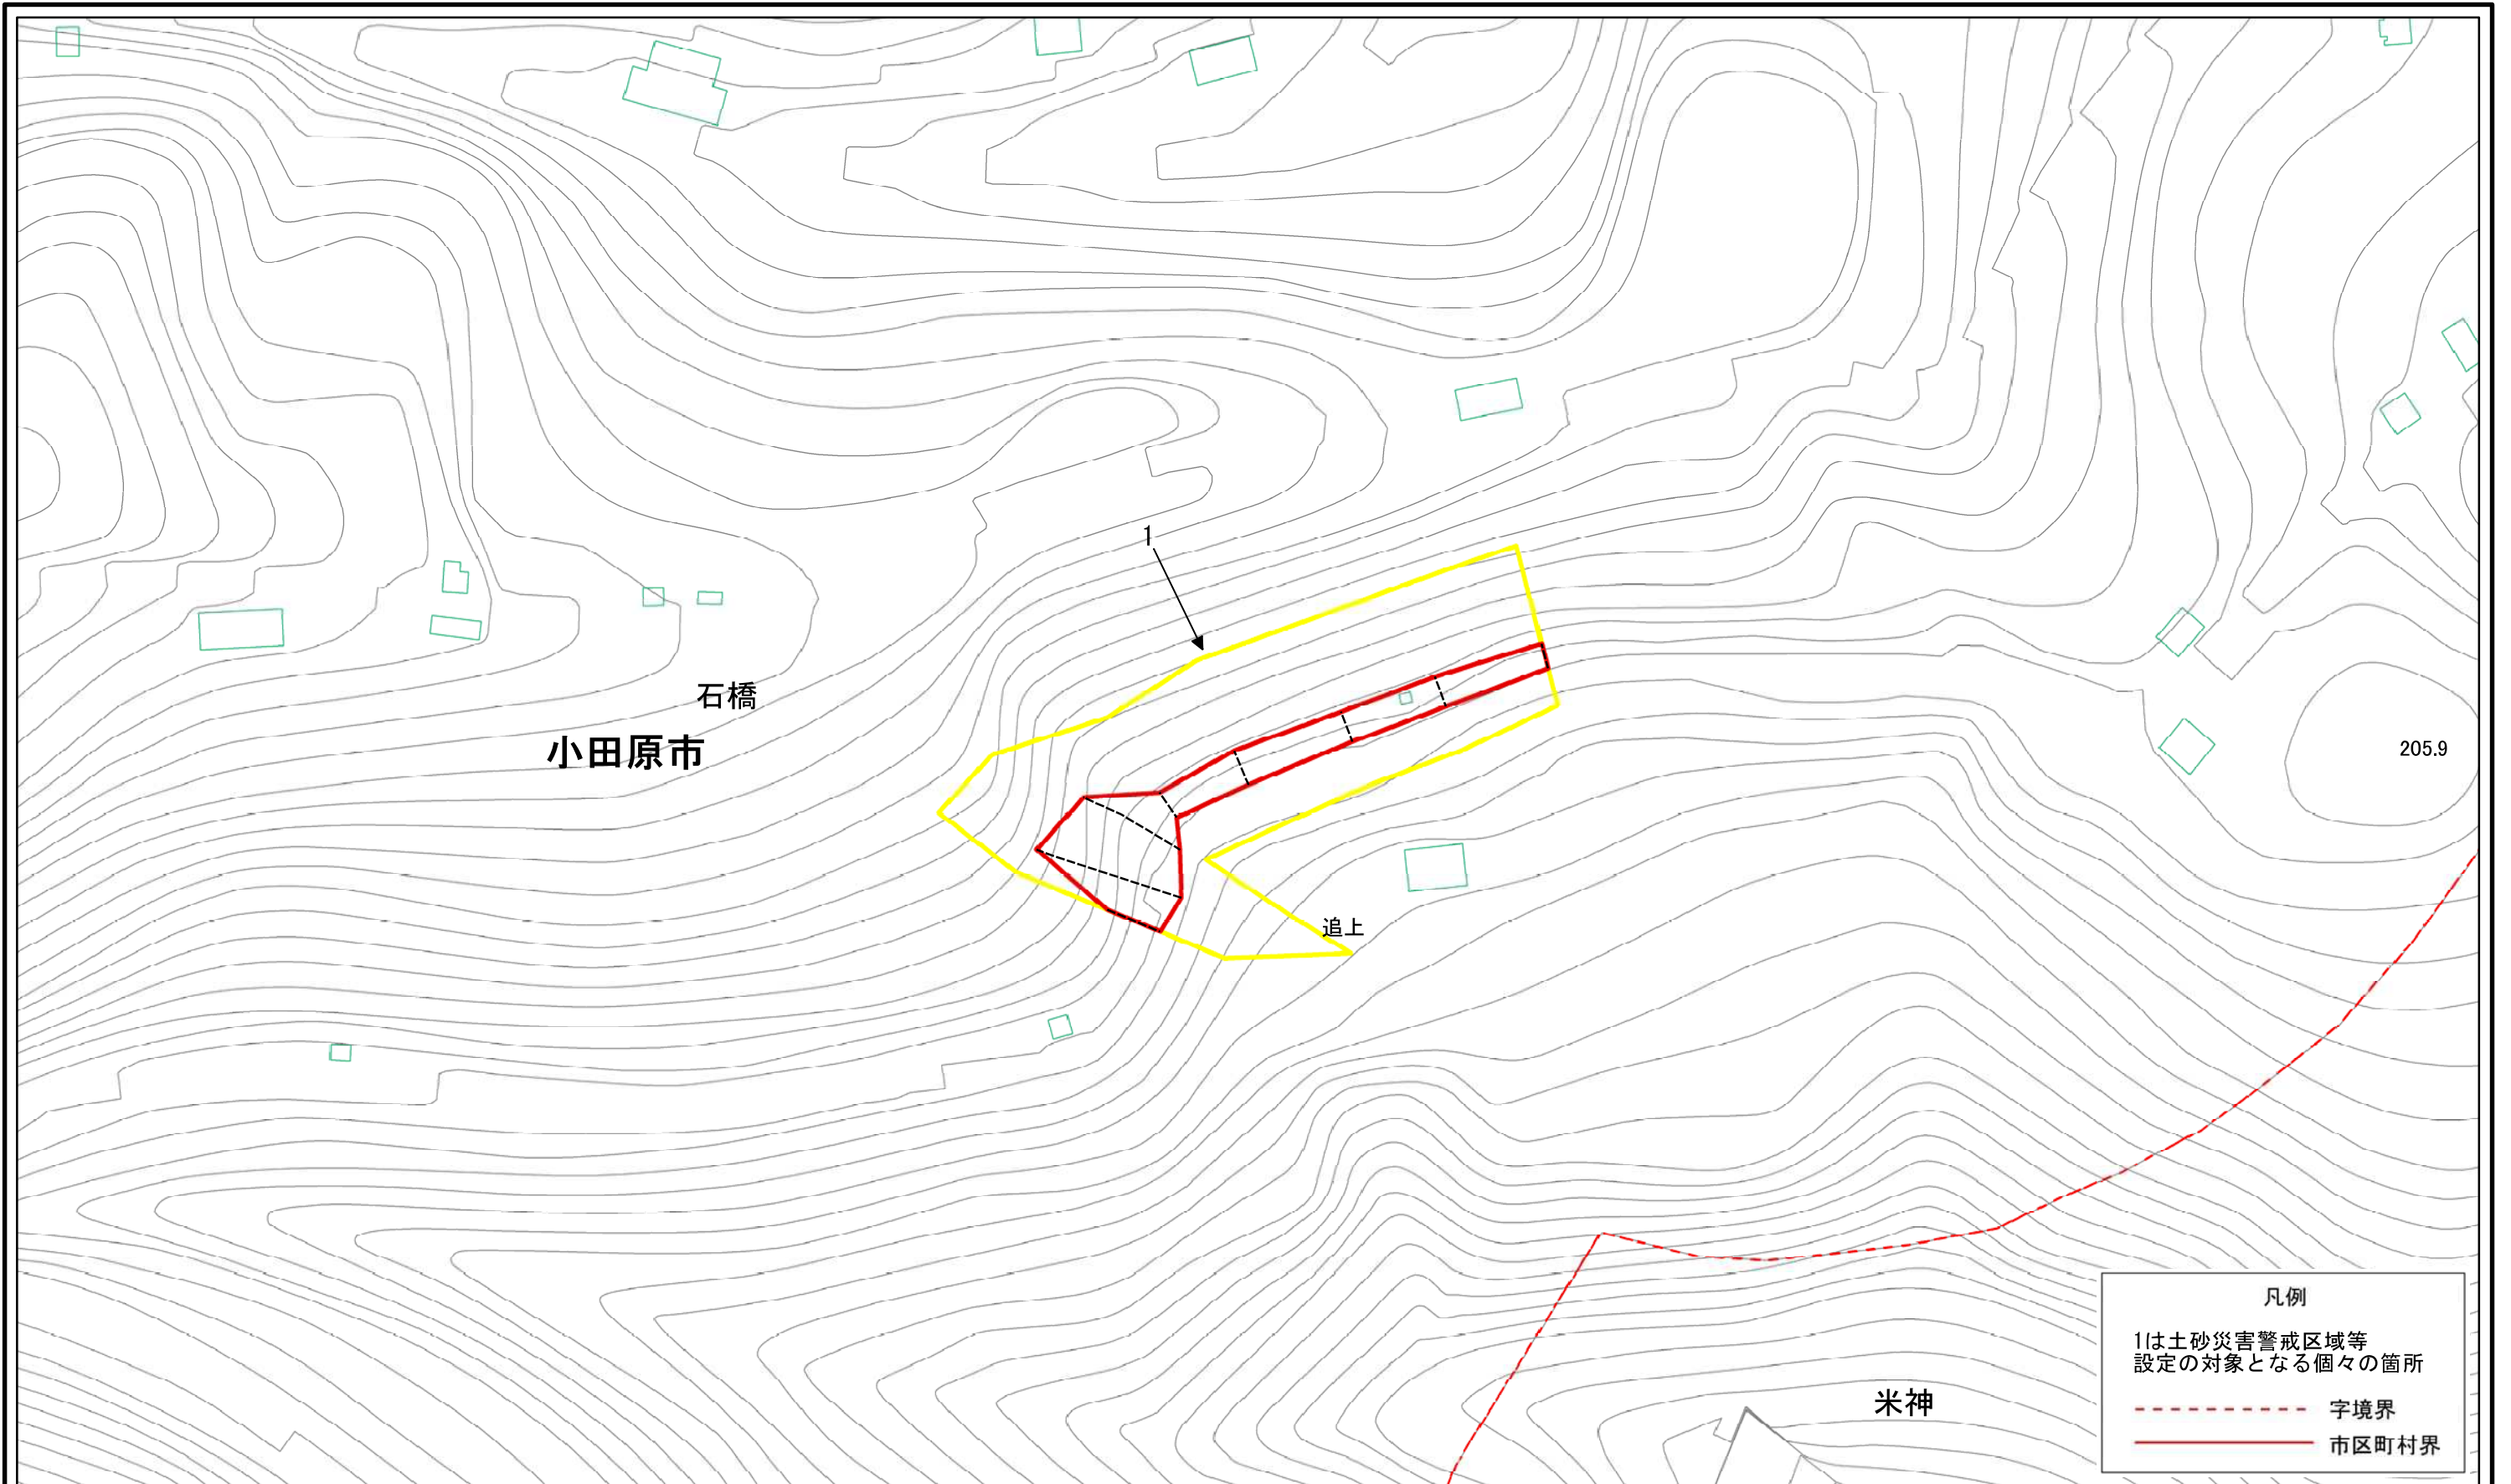 1
石橋
小田原市
205.9
追上
米神
凡例
1は土砂災害警戒区域等
設定の対象となる個々の箇所
字境界
市区町村界